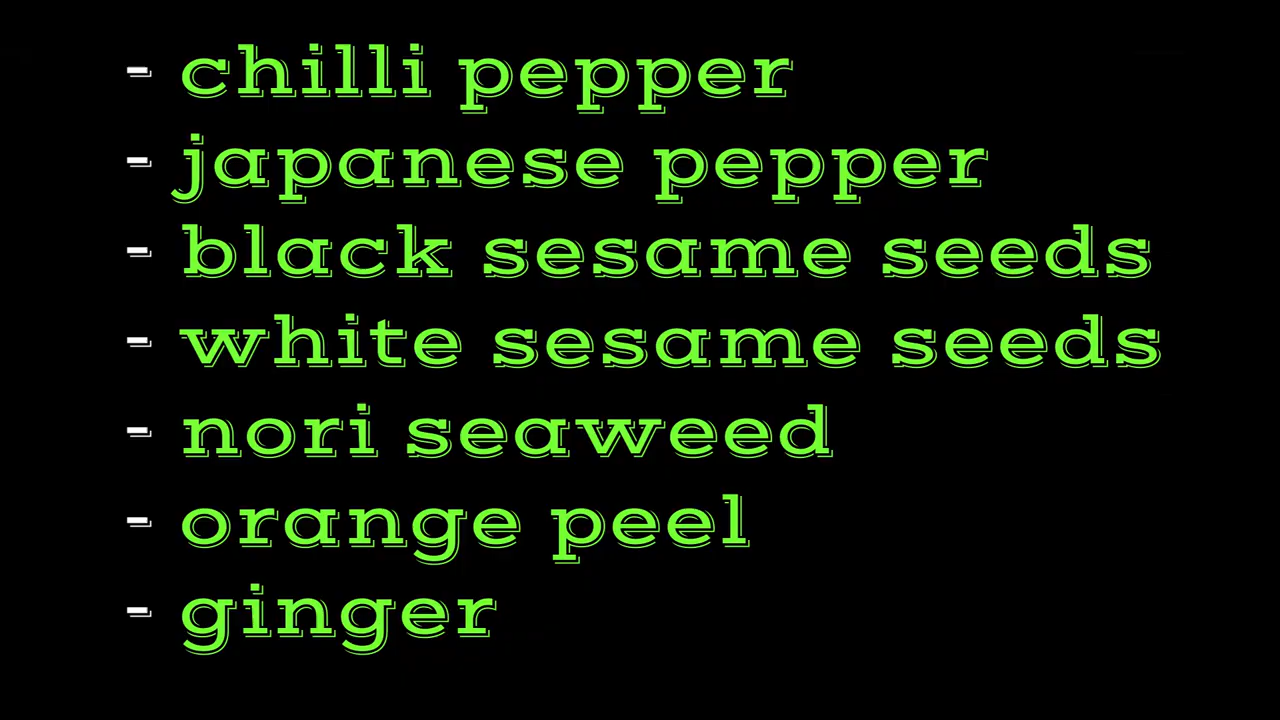 - chilli pepper
- japanese pepper
- black sesame seeds
- white sesame seeds
- nori seaweed
- orange peel
- ginger